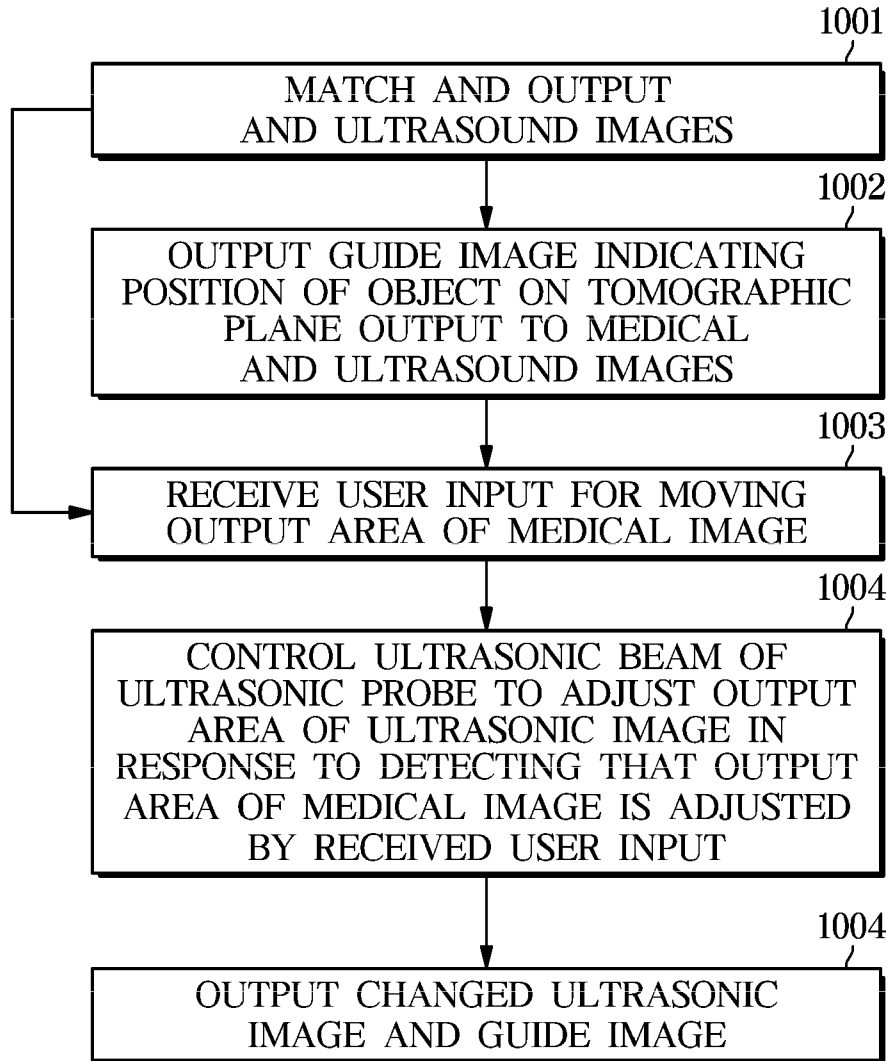 1001
MATCH AND OUTPUT
AND ULTRASOUND IMAGES
1002
OUTPUT GUIDE IMAGE INDICATING
POSITION OF OBJECT ON TOMOGRAPHIC
PLANE OUTPUT TO MEDICAL
AND ULTRASOUND IMAGES
1003
RECEIVE USER INPUT FOR MOVING
OUTPUT AREA OF MEDICAL IMAGE
1004
CONTROL ULTRASONIC BEAM OF
ULTRASONIC PROBE TO ADJUST OUTPUT
AREA OF ULTRASONIC IMAGE IN
RESPONSE TO DETECTING THAT OUTPUT
AREA OF MEDICAL IMAGE IS ADJUSTED
BY RECEIVED USER INPUT
1004
OUTPUT CHANGED ULTRASONIC
IMAGE AND GUIDE IMAGE